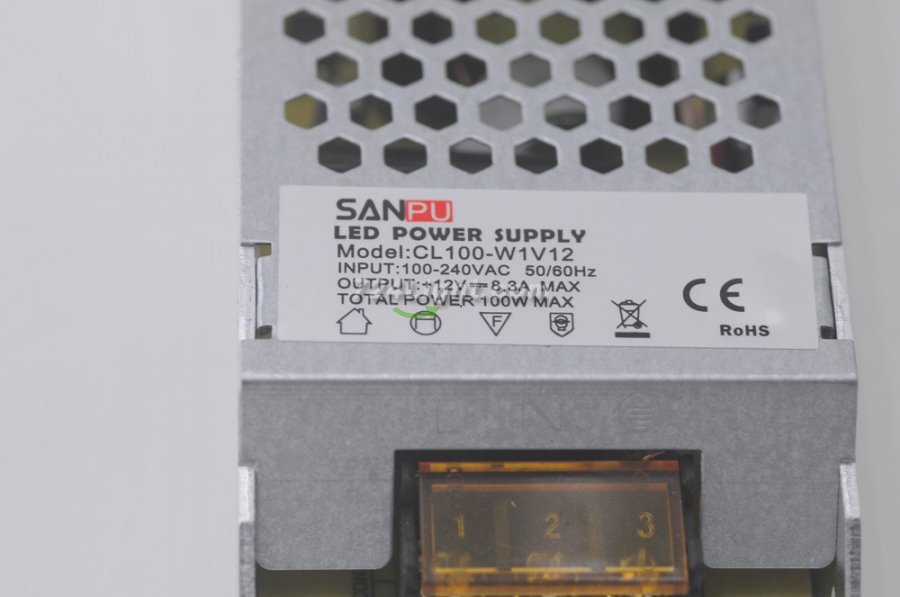 SANPU
LED POWER SUPPLY
Model:CL100-W1V12
INPUT:100-240VAC 50/60Hz
OUTPUT:+12V⎓8.3A MAX
TOTAL POWER 100W MAX
F
CE
RoHS
L N
1 2 3